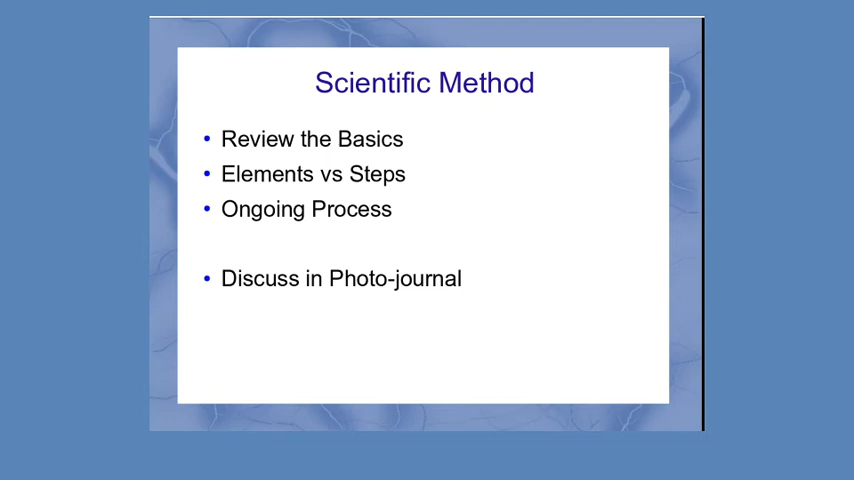 Scientific Method
• Review the Basics
• Elements vs Steps
• Ongoing Process
• Discuss in Photo-journal